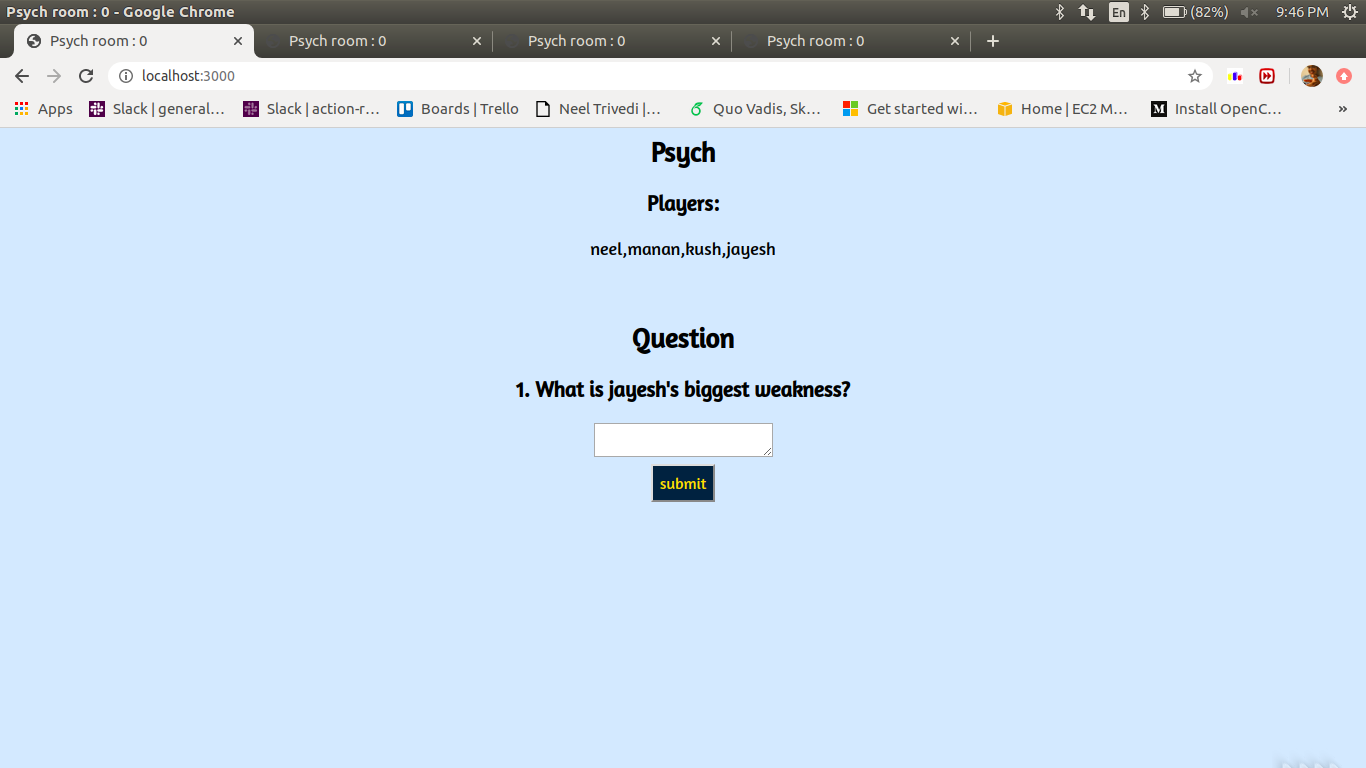 Psych room : 0 - Google Chrome
En
(82%)
9:46 PM
Psych room : 0
Psych room : 0
Psych room : 0
Psych room : 0
localhost:3000
Apps
Slack | general...
Slack | action-r...
Boards | Trello
Neel Trivedi |...
Quo Vadis, Sk...
Get started wi...
Home | EC2 M...
M
Install OpenC...
»
Psych
Players:
neel,manan,kush,jayesh
Question
1. What is jayesh's biggest weakness?
submit